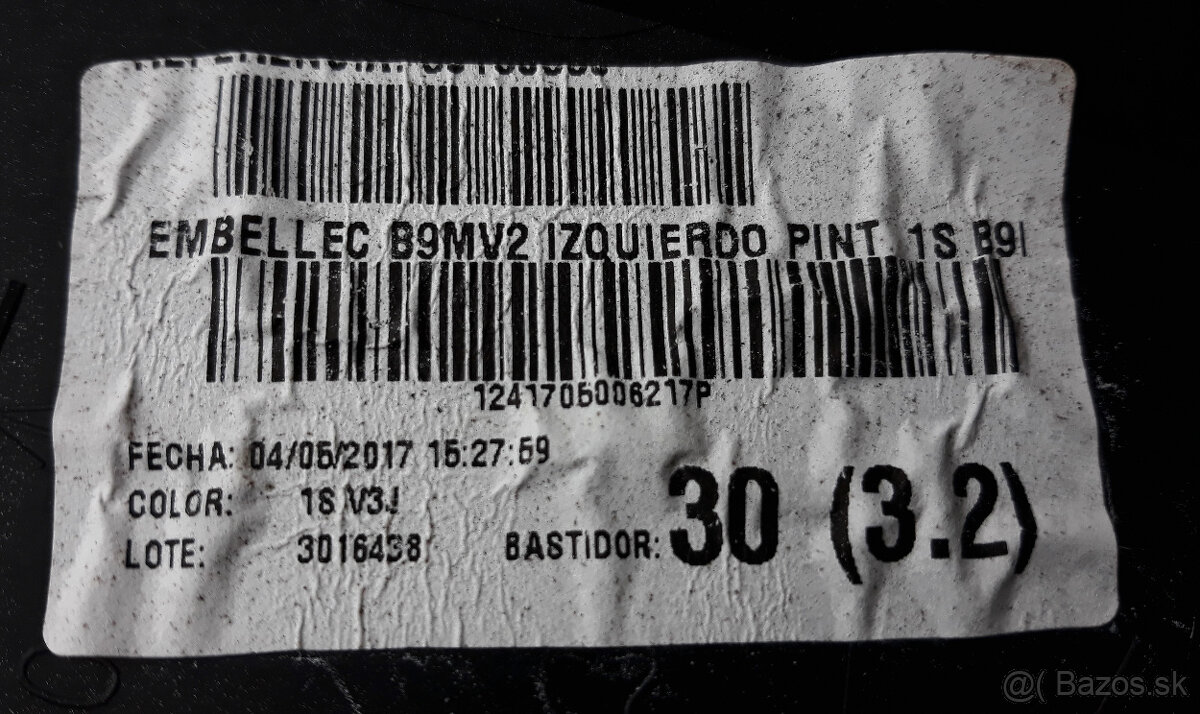 EMBELLEC B9MV2 IZQUIERDO PINT. 1S B9I
1241705006217P
FECHA: 04/05/2017 15:27:59
COLOR: 1S V3J
LOTE: 3016438 BASTIDOR: 30 (3.2)
@( Bazos.sk